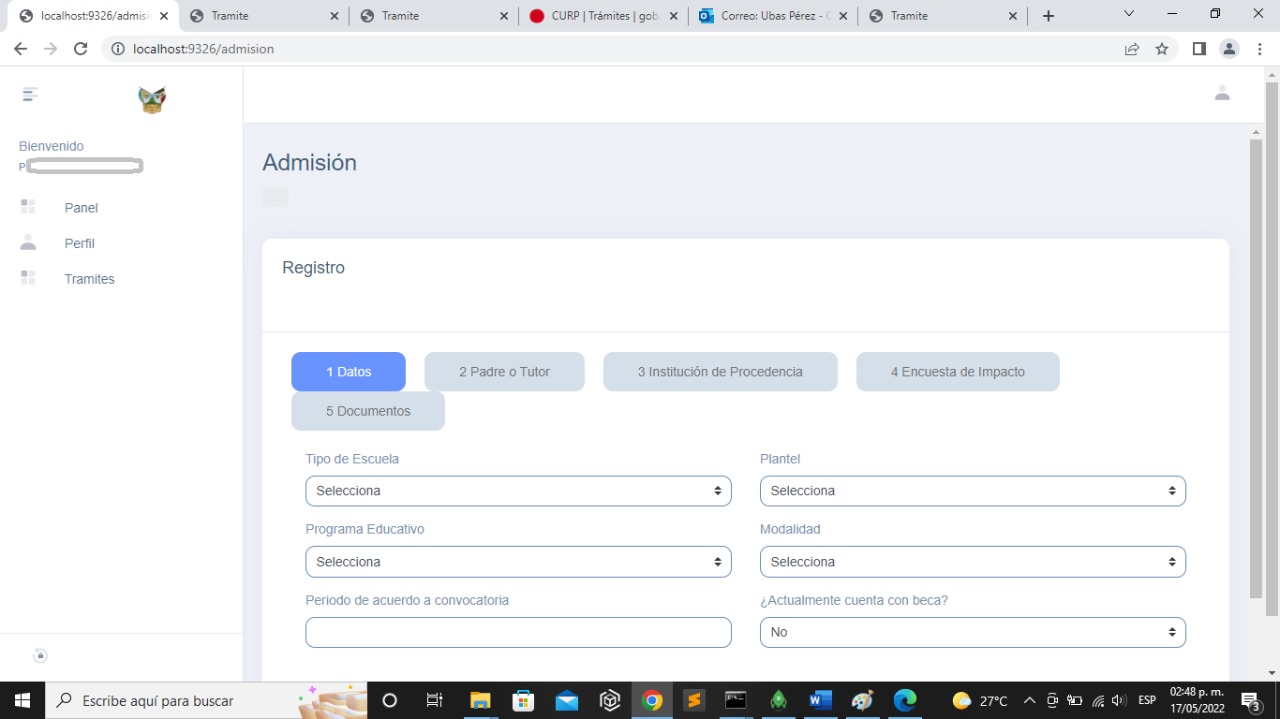 localhost:9326/admisi
Tramite
Tramite
CURP | Trámites | gob.
Correo: Ubas Pérez -
Tramite
localhost:9326/admision
Bienvenido
P
Panel
Perfil
Tramites
Admisión
Registro
1 Datos
2 Padre o Tutor
3 Institución de Procedencia
4 Encuesta de Impacto
5 Documentos
Tipo de Escuela
Plantel
Selecciona
Selecciona
Programa Educativo
Modalidad
Selecciona
Selecciona
Periodo de acuerdo a convocatoria
¿Actualmente cuenta con beca?
No
Escribe aquí para buscar
27°C
ESP
02:48 p. m.
17/05/2022
3